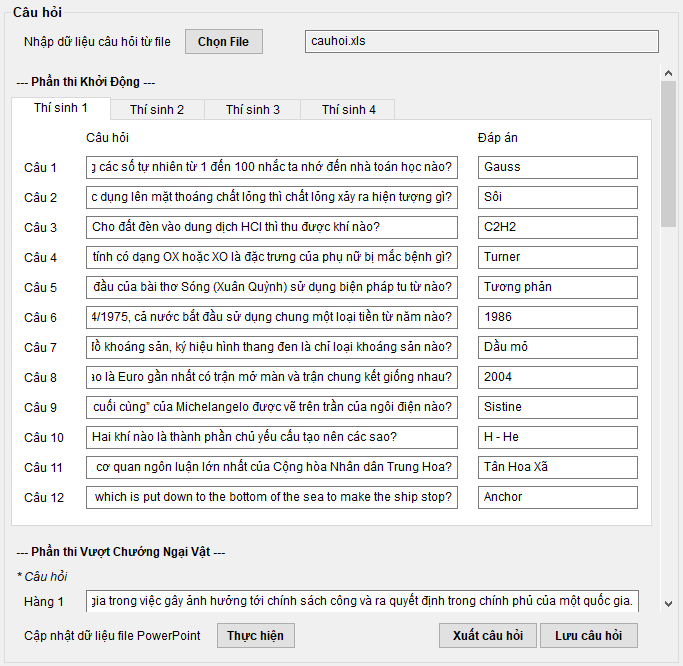 Câu hỏi
Nhập dữ liệu câu hỏi từ file Chọn File cauhoi.xls
--- Phần thi Khởi Động ---
Thí sinh 1 Thí sinh 2 Thí sinh 3 Thí sinh 4
Câu hỏi Đáp án
Câu 1 các số tự nhiên từ 1 đến 100 nhắc ta nhớ đến nhà toán học nào? Gauss
Câu 2 c dụng lên mặt thoáng chất lỏng thì chất lỏng xảy ra hiện tượng gì? Sôi
Câu 3 Cho đất đèn vào dung dịch HCl thì thu được khí nào? C2H2
Câu 4 tính có dạng OX hoặc XO là đặc trưng của phụ nữ bị mắc bệnh gì? Turner
Câu 5 đầu của bài thơ Sóng (Xuân Quỳnh) sử dụng biện pháp tu từ nào? Tương phản
Câu 6 4/1975, cả nước bắt đầu sử dụng chung một loại tiền từ năm nào? 1986
Câu 7 đồ khoáng sản, ký hiệu hình thang đen là chỉ loại khoáng sản nào? Dầu mỏ
Câu 8 ào là Euro gần nhất có trận mở màn và trận chung kết giống nhau? 2004
Câu 9 cuối cùng” của Michelangelo được vẽ trên trần của ngôi điện nào? Sistine
Câu 10 Hai khí nào là thành phần chủ yếu cấu tạo nên các sao? H - He
Câu 11 cơ quan ngôn luận lớn nhất của Cộng hòa Nhân dân Trung Hoa? Tân Hoa Xã
Câu 12 which is put down to the bottom of the sea to make the ship stop? Anchor
--- Phần thi Vượt Chướng Ngại Vật ---
* Câu hỏi
Hàng 1 gia trong việc gây ảnh hưởng tới chính sách công và ra quyết định trong chính phủ của một quốc gia.
Cập nhật dữ liệu file PowerPoint Thực hiện Xuất câu hỏi Lưu câu hỏi